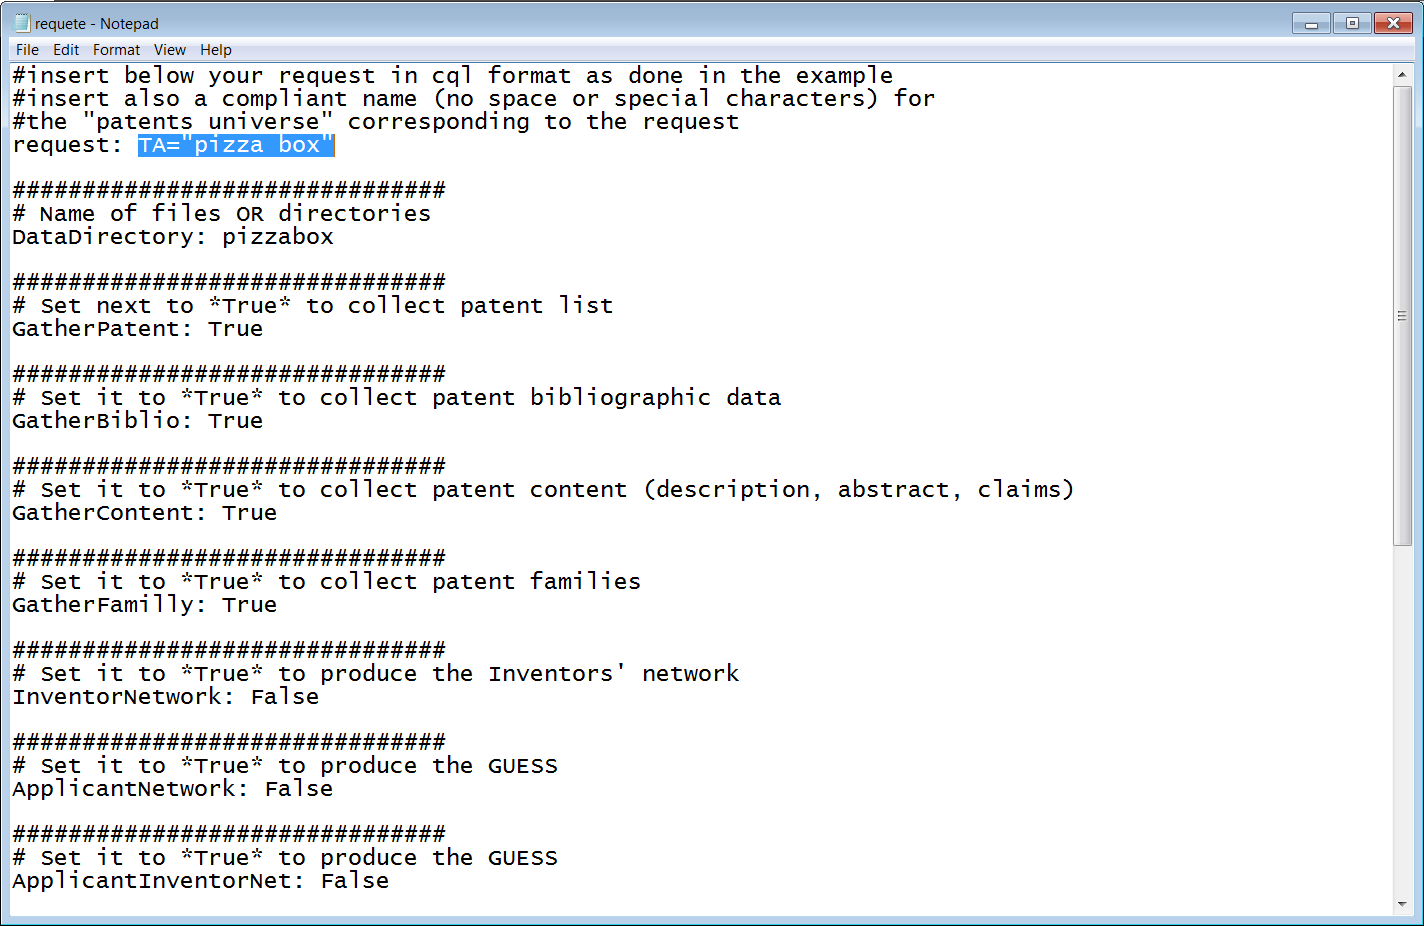 requete - Notepad
File Edit Format View Help
#insert below your request in cql format as done in the example
#insert also a compliant name (no space or special characters) for
#the "patents universe" corresponding to the request
request: TA="pizza box"
###############################
# Name of files OR directories
DataDirectory: pizzabox
###############################
# Set next to *True* to collect patent list
GatherPatent: True
###############################
# Set it to *True* to collect patent bibliographic data
GatherBiblio: True
###############################
# Set it to *True* to collect patent content (description, abstract, claims)
GatherContent: True
###############################
# Set it to *True* to collect patent families
GatherFamilly: True
###############################
# Set it to *True* to produce the Inventors' network
InventorNetwork: False
###############################
# Set it to *True* to produce the GUESS
ApplicantNetwork: False
###############################
# Set it to *True* to produce the GUESS
ApplicantInventorNet: False